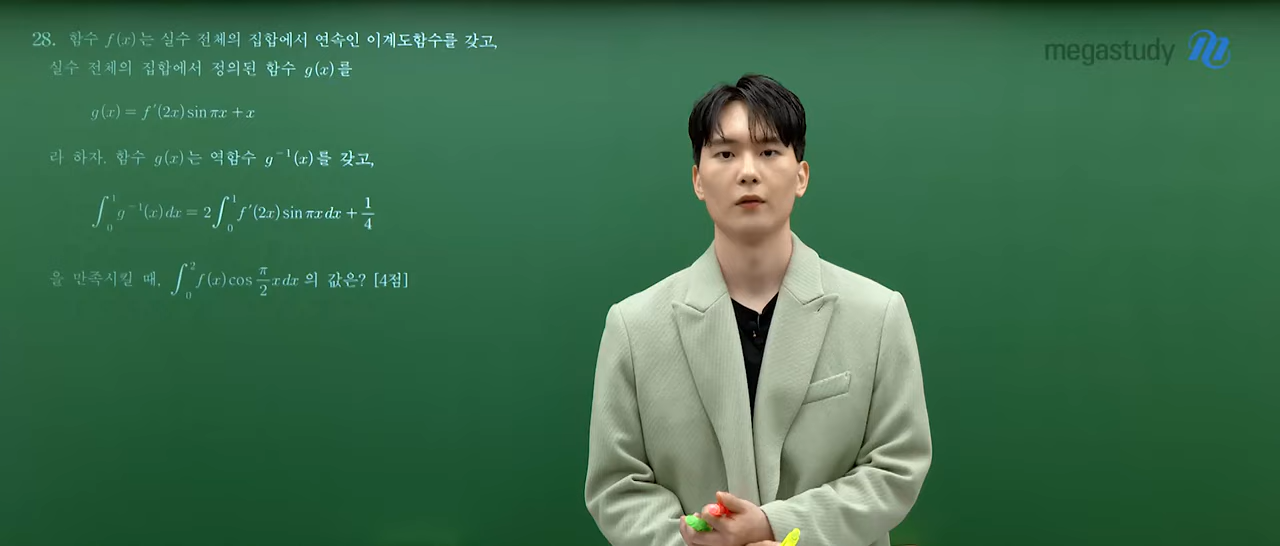 28. 함수 f(x)는 실수 전체의 집합에서 연속인 이계도함수를 갖고,
실수 전체의 집합에서 정의된 함수 g(x)를
g(x) = f′(2x) sin πx + x
라 하자. 함수 g(x)는 역함수 g⁻¹(x)를 갖고,
∫₀¹ g⁻¹(x) dx = 2∫₀¹ f′(2x) sin πx dx + 1/4
을 만족시킬 때, ∫₀² f(x) cos π/2 x dx 의 값은? [4점]
megastudy